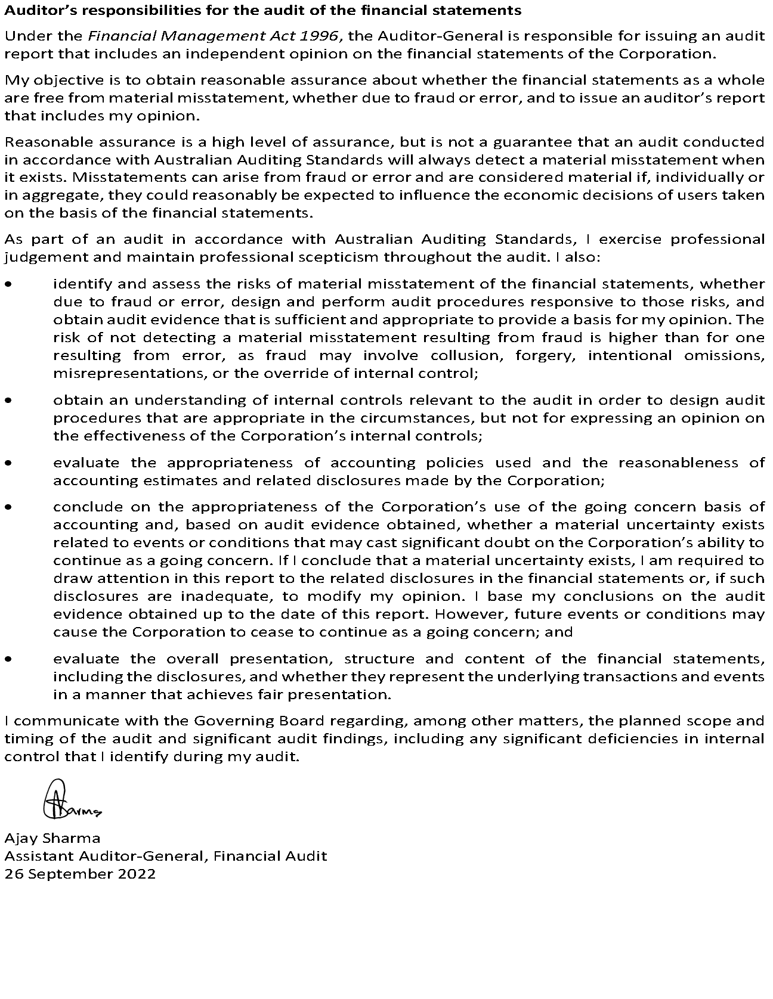 Auditor’s responsibilities for the audit of the financial statements
Under the Financial Management Act 1996, the Auditor-General is responsible for issuing an audit
report that includes an independent opinion on the financial statements of the Corporation.
My objective is to obtain reasonable assurance about whether the financial statements as a whole
are free from material misstatement, whether due to fraud or error, and to issue an auditor’s report
that includes my opinion.
Reasonable assurance is a high level of assurance, but is not a guarantee that an audit conducted
in accordance with Australian Auditing Standards will always detect a material misstatement when
it exists. Misstatements can arise from fraud or error and are considered material if, individually or
in aggregate, they could reasonably be expected to influence the economic decisions of users taken
on the basis of the financial statements.
As part of an audit in accordance with Australian Auditing Standards, I exercise professional
judgement and maintain professional scepticism throughout the audit. I also:
• identify and assess the risks of material misstatement of the financial statements, whether
due to fraud or error, design and perform audit procedures responsive to those risks, and
obtain audit evidence that is sufficient and appropriate to provide a basis for my opinion. The
risk of not detecting a material misstatement resulting from fraud is higher than for one
resulting from error, as fraud may involve collusion, forgery, intentional omissions,
misrepresentations, or the override of internal control;
• obtain an understanding of internal controls relevant to the audit in order to design audit
procedures that are appropriate in the circumstances, but not for expressing an opinion on
the effectiveness of the Corporation’s internal controls;
• evaluate the appropriateness of accounting policies used and the reasonableness of
accounting estimates and related disclosures made by the Corporation;
• conclude on the appropriateness of the Corporation’s use of the going concern basis of
accounting and, based on audit evidence obtained, whether a material uncertainty exists
related to events or conditions that may cast significant doubt on the Corporation’s ability to
continue as a going concern. If I conclude that a material uncertainty exists, I am required to
draw attention in this report to the related disclosures in the financial statements or, if such
disclosures are inadequate, to modify my opinion. I base my conclusions on the audit
evidence obtained up to the date of this report. However, future events or conditions may
cause the Corporation to cease to continue as a going concern; and
• evaluate the overall presentation, structure and content of the financial statements,
including the disclosures, and whether they represent the underlying transactions and events
in a manner that achieves fair presentation.
I communicate with the Governing Board regarding, among other matters, the planned scope and
timing of the audit and significant audit findings, including any significant deficiencies in internal
control that I identify during my audit.
Ajay Sharma
Assistant Auditor-General, Financial Audit
26 September 2022